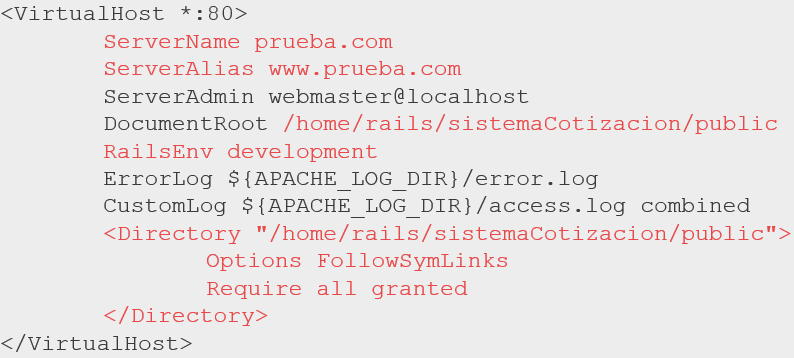 <VirtualHost *:80>
ServerName prueba.com
ServerAlias www.prueba.com
ServerAdmin webmaster@localhost
DocumentRoot /home/rails/sistemaCotizacion/public
RailsEnv development
ErrorLog ${APACHE_LOG_DIR}/error.log
CustomLog ${APACHE_LOG_DIR}/access.log combined
<Directory "/home/rails/sistemaCotizacion/public">
Options FollowSymLinks
Require all granted
</Directory>
</VirtualHost>